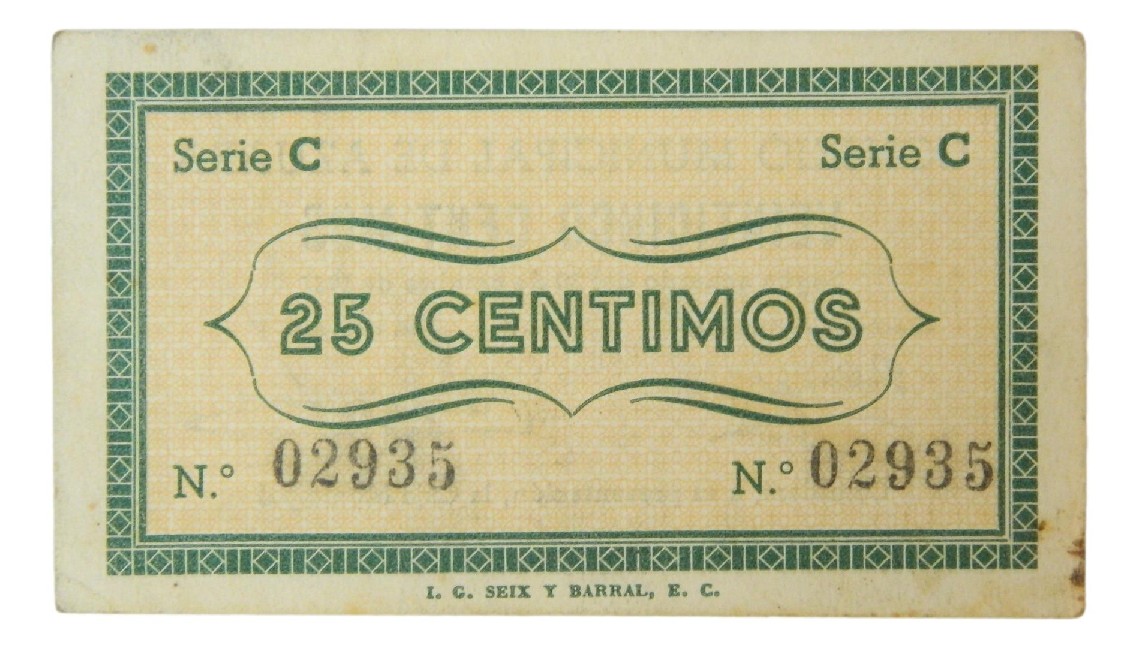 Serie C Serie C
25 CENTIMOS
N.º 02935 N.º 02935
I. G. SEIX Y BARRAL, E. C.